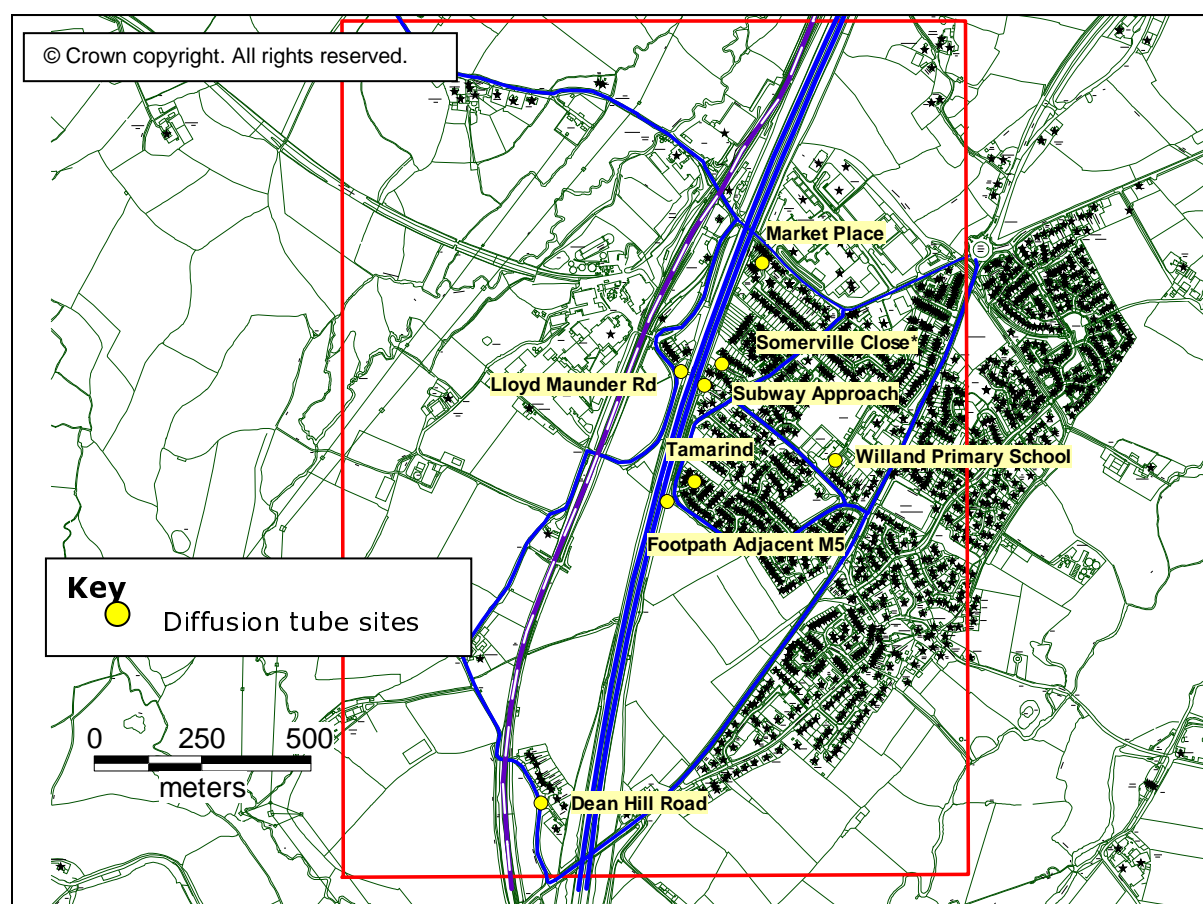 © Crown copyright. All rights reserved.
Market Place
Somerville Close*
Lloyd Maunder Rd
Subway Approach
Tamarind
Willand Primary School
Footpath Adjacent M5
Key
Diffusion tube sites
0 250 500
meters
Dean Hill Road